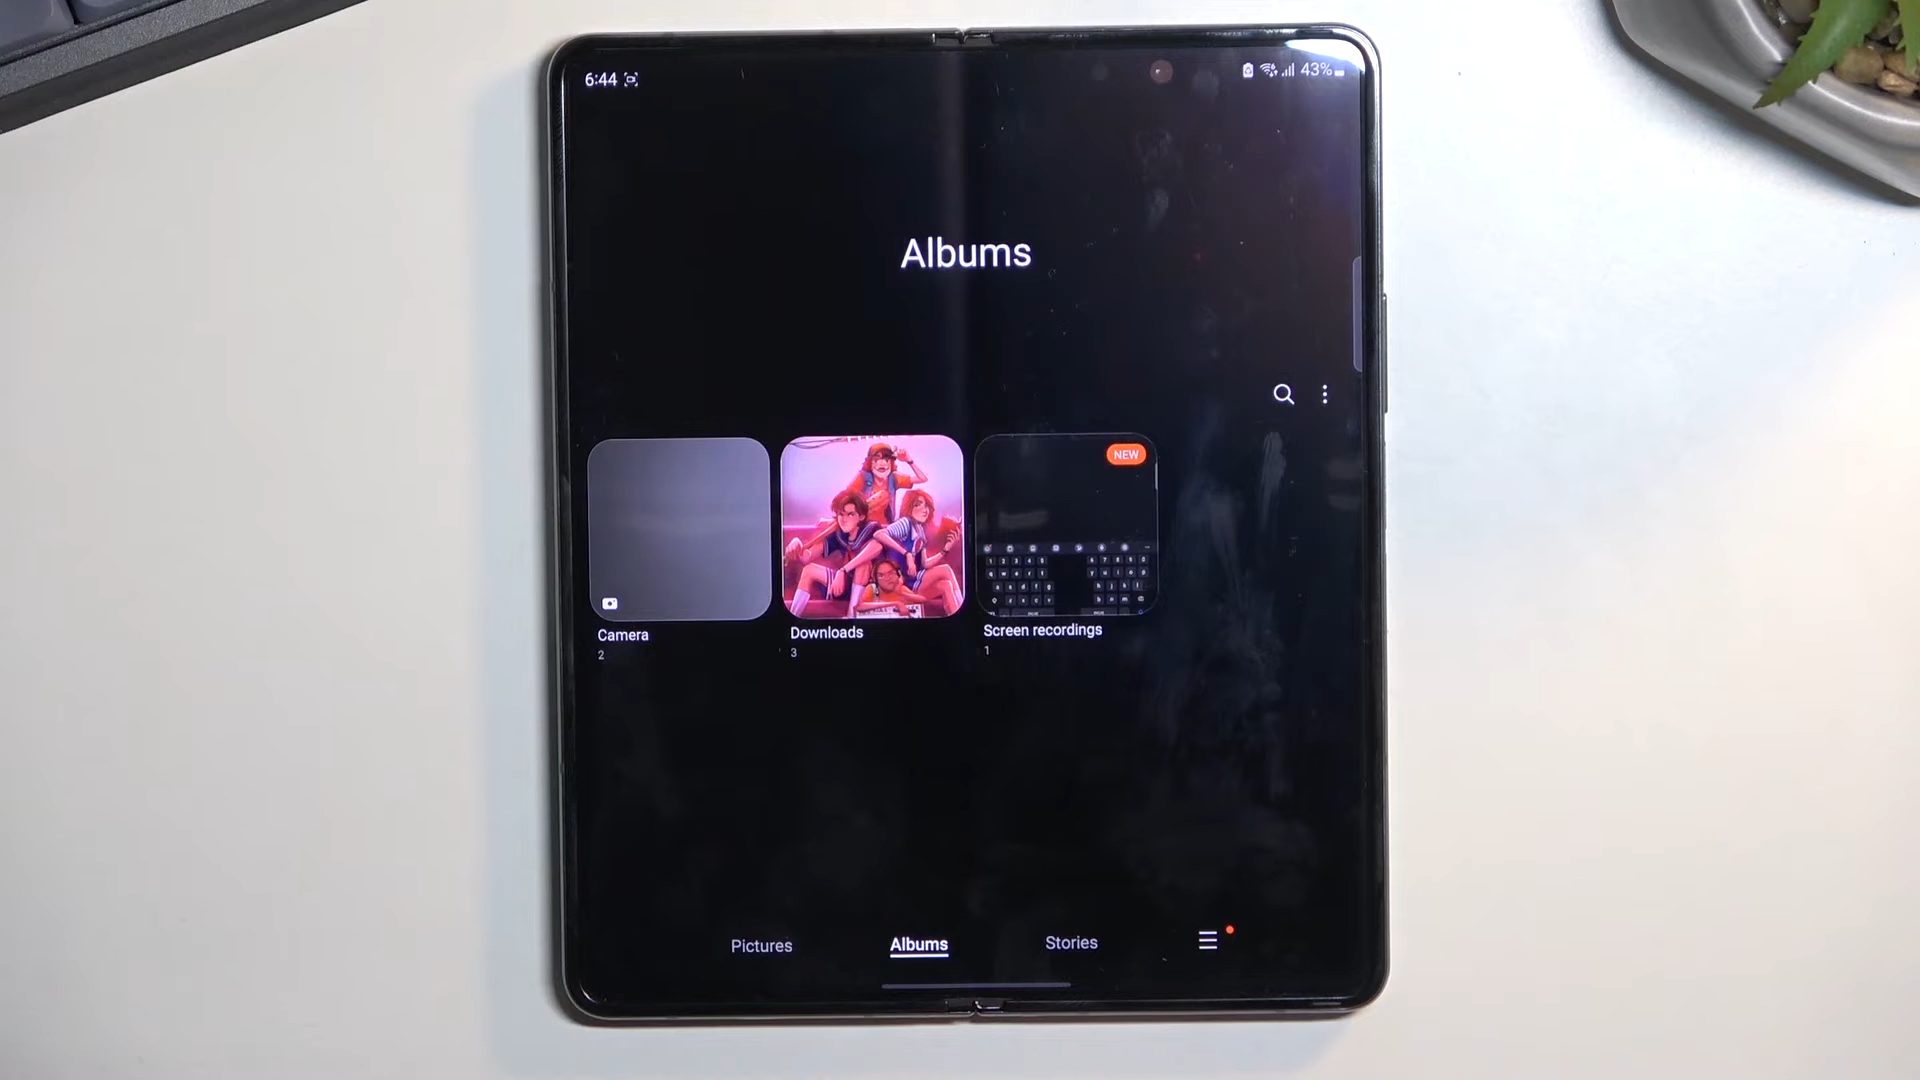 6:44
43%
Albums
NEW
Camera
2
Downloads
3
Screen recordings
1
Pictures
Albums
Stories